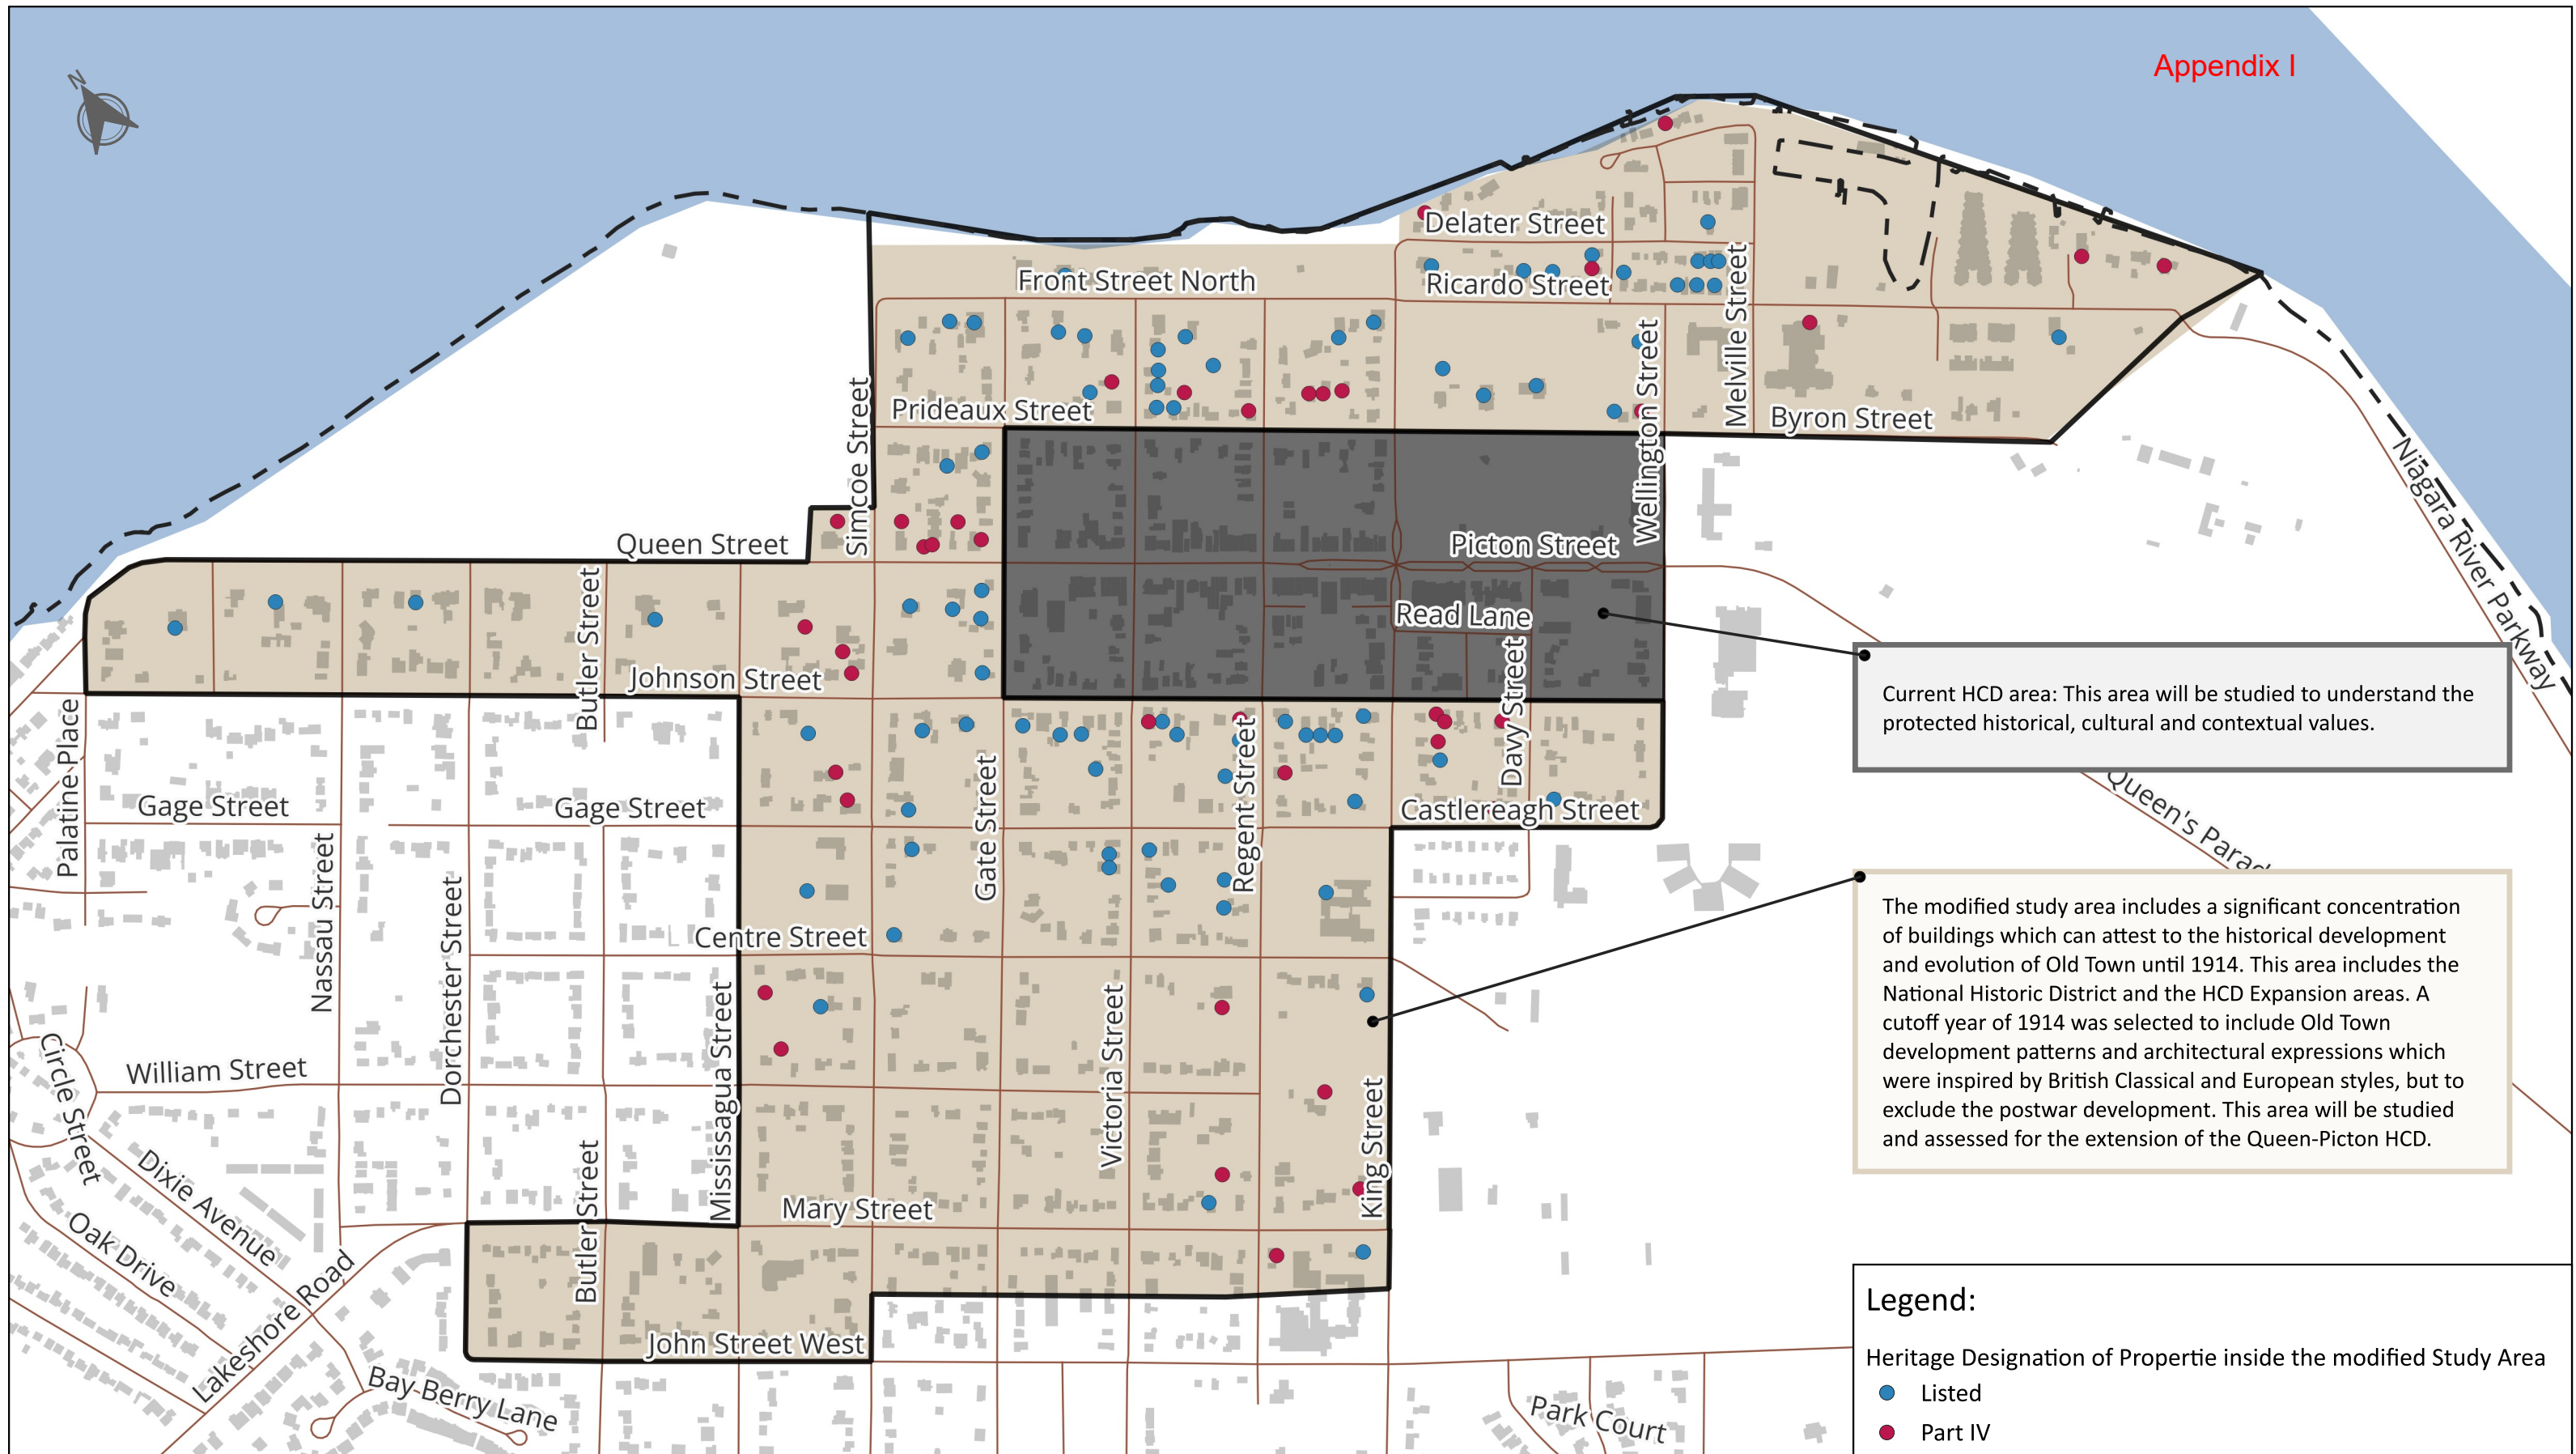 Appendix I
N
Delater Street
Front Street North
Ricardo Street
Melville Street
Wellington Street
Prideaux Street
Byron Street
Simcoe Street
Niagara River Parkway
Queen Street
Picton Street
Read Lane
Butler Street
Johnson Street
Davy Street
Current HCD area: This area will be studied to understand the
protected historical, cultural and contextual values.
Palatine Place
Gage Street
Gage Street
Gate Street
Regent Street
Castlereagh Street
Queen's Parad
Nassau Street
Dorchester Street
Centre Street
The modified study area includes a significant concentration
of buildings which can attest to the historical development
and evolution of Old Town until 1914. This area includes the
National Historic District and the HCD Expansion areas. A
cutoff year of 1914 was selected to include Old Town
development patterns and architectural expressions which
were inspired by British Classical and European styles, but to
exclude the postwar development. This area will be studied
and assessed for the extension of the Queen-Picton HCD.
Circle Street
William Street
Mississagua Street
Victoria Street
King Street
Dixie Avenue
Oak Drive
Butler Street
Mary Street
Lakeshore Road
John Street West
Bay Berry Lane
Park Court
Legend:
Heritage Designation of Propertie inside the modified Study Area
Listed
Part IV